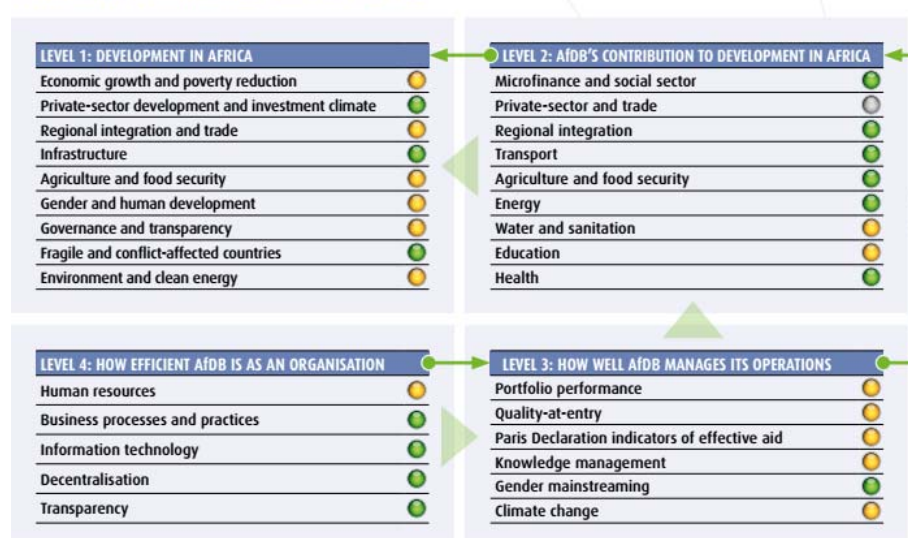 LEVEL 1: DEVELOPMENT IN AFRICA
Economic growth and poverty reduction
Private-sector development and investment climate
Regional integration and trade
Infrastructure
Agriculture and food security
Gender and human development
Governance and transparency
Fragile and conflict-affected countries
Environment and clean energy
LEVEL 2: AfDB'S CONTRIBUTION TO DEVELOPMENT IN AFRICA
Microfinance and social sector
Private-sector and trade
Regional integration
Transport
Agriculture and food security
Energy
Water and sanitation
Education
Health
LEVEL 4: HOW EFFICIENT AfDB IS AS AN ORGANISATION
Human resources
Business processes and practices
Information technology
Decentralisation
Transparency
LEVEL 3: HOW WELL AfDB MANAGES ITS OPERATIONS
Portfolio performance
Quality-at-entry
Paris Declaration indicators of effective aid
Knowledge management
Gender mainstreaming
Climate change